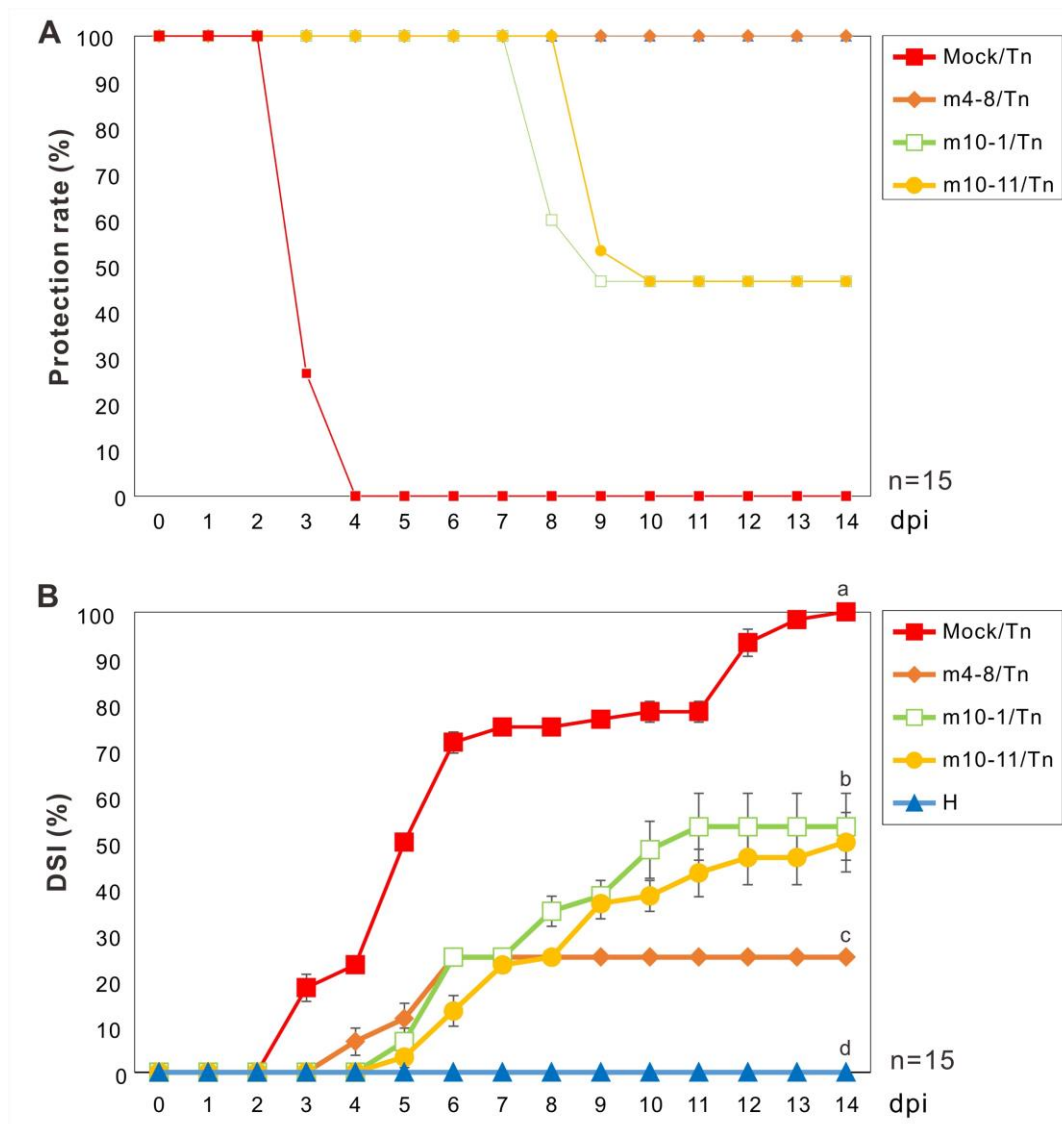 A
Protection rate (%)
100
90
80
70
60
50
40
30
20
10
0
0 1 2 3 4 5 6 7 8 9 10 11 12 13 14
n=15
dpi
Mock/Tn
m4-8/Tn
m10-1/Tn
m10-11/Tn
B
DSI (%)
100
90
80
70
60
50
40
30
20
10
0
0 1 2 3 4 5 6 7 8 9 10 11 12 13 14
a
b
c
d
n=15
dpi
Mock/Tn
m4-8/Tn
m10-1/Tn
m10-11/Tn
H